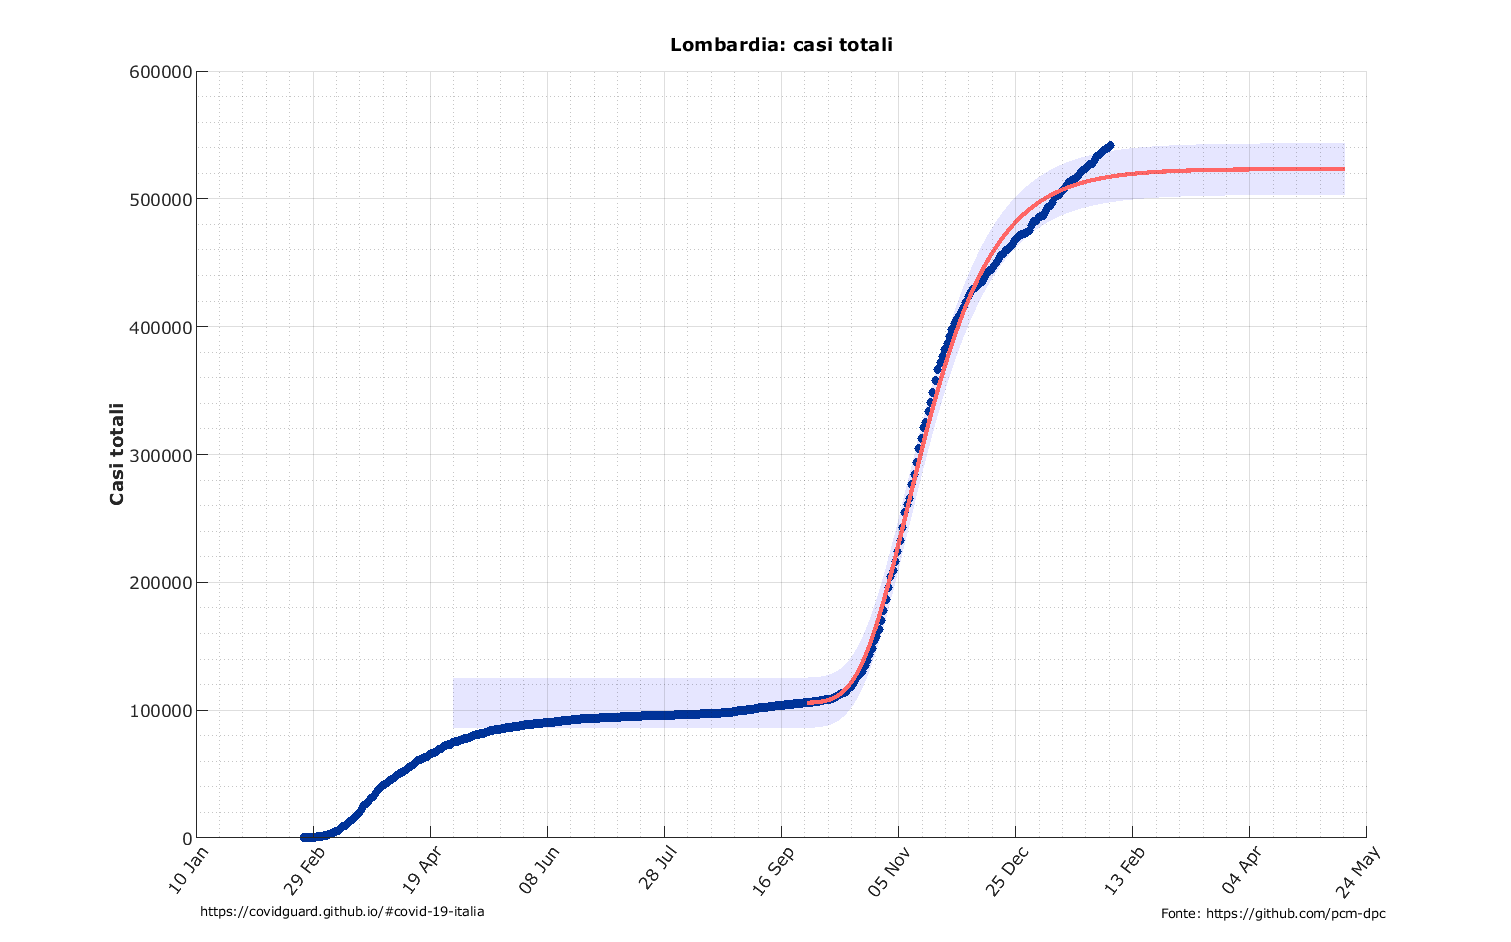 Lombardia: casi totali
600000
500000
400000
300000
200000
100000
0
Casi totali
10 Jan
29 Feb
19 Apr
08 Jun
28 Jul
16 Sep
05 Nov
25 Dec
13 Feb
04 Apr
24 May
https://covidguard.github.io/#covid-19-italia
Fonte: https://github.com/pcm-dpc